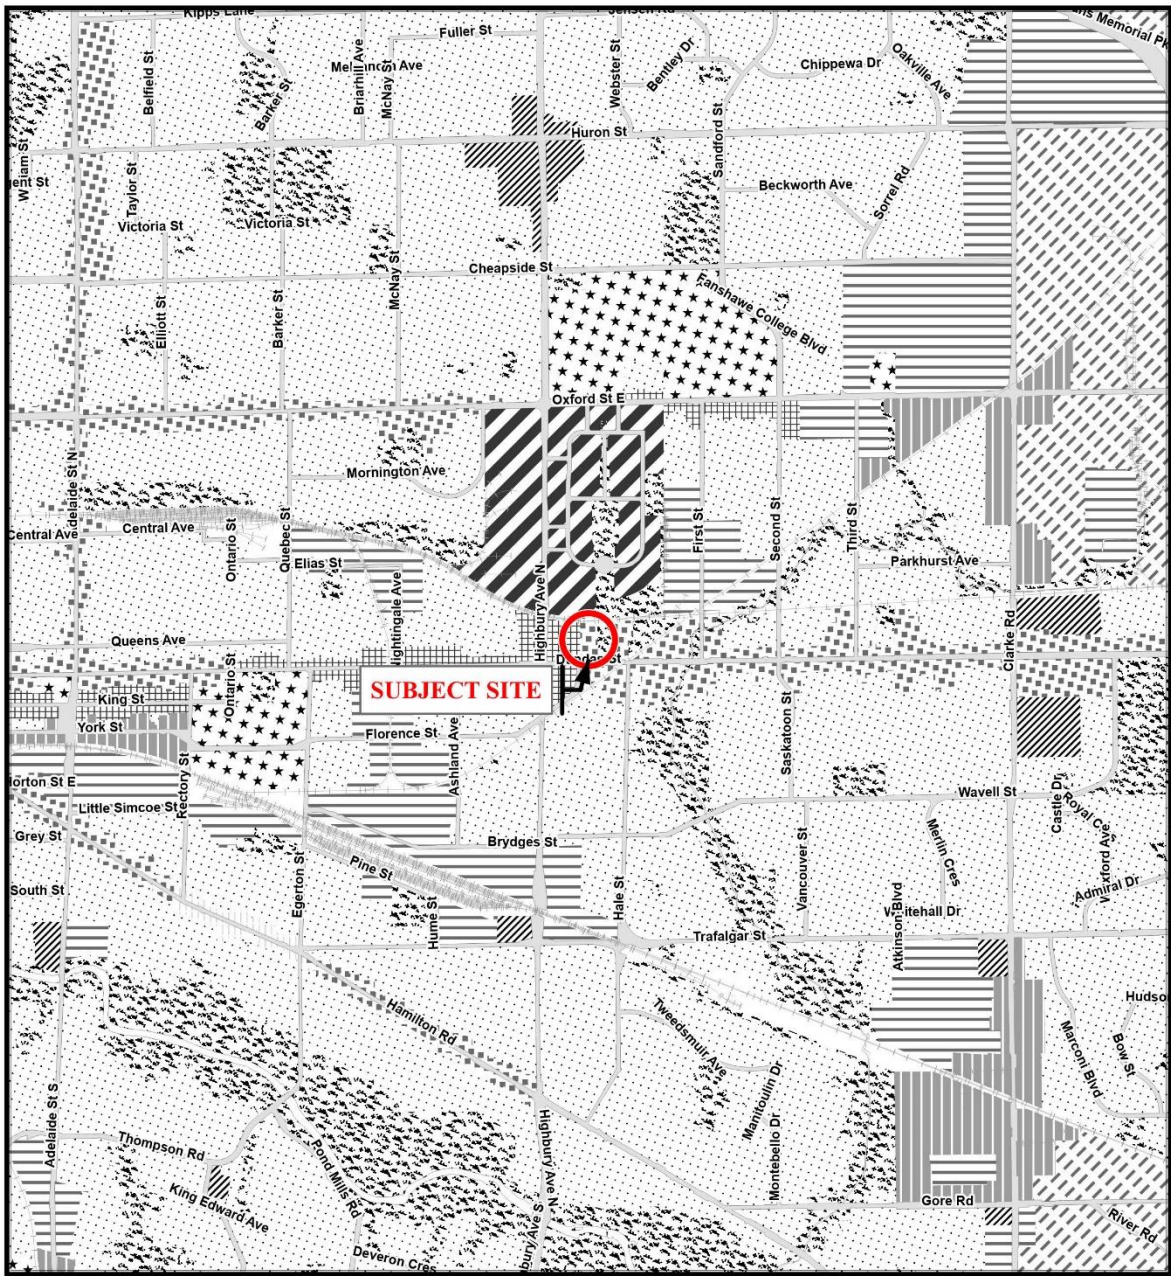 Kipps Lane
Jensen Rd
Fuller St
Belfield St
Barker St
Briarhill Ave
McNay St
Webster St
Bentley Dr
Chippewa Dr
Oakville Ave
Memorial
Huron St
William St
Taylor St
Sandford St
Beckworth Ave
Sorrel Rd
Victoria St
Victoria St
Cheapside St
McNay St
Elliott St
Barker St
Fanshawe College Blvd
Oxford St E
Adelaide St N
Mornington Ave
Central Ave
Central Ave
Ontario St
Quebec St
Elias St
Nightingale Ave
Highbury Ave N
First St
Second St
Third St
Parkhurst Ave
Clarke Rd
Queens Ave
SUBJECT SITE
King St
Ontario St
York St
Florence St
Ashland Ave
Saskatoon St
Horton St E
Rectory St
Little Simcoe St
Grey St
Wavell St
Castle Dr
Royal Cres
Brydges St
Pine St
Egerton St
Hume St
Hale St
Vancouver St
Merlin Cres
Wexford Ave
Admiral Dr
South St
Whitehall Dr
Atkinson Blvd
Trafalgar St
Hamilton Rd
Tweedsmuir Ave
Manitoulin Dr
Montebello Dr
Marconi Blvd
Bow St
Hudso
Adelaide St S
Thompson Rd
King Edward Ave
Pond Mills Rd
Highbury Ave N
bury Ave S
Deveron Cres
Gore Rd
River Rd